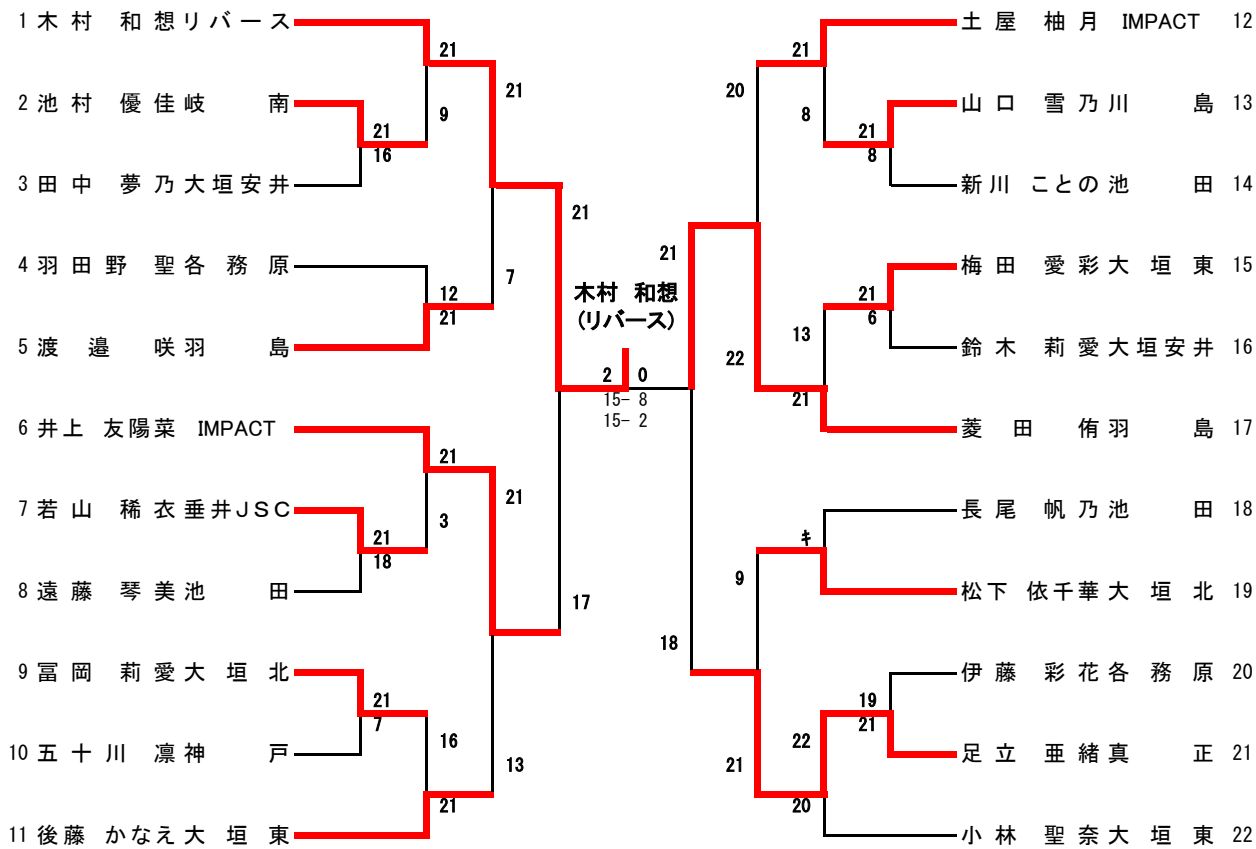 1 木村 和想 リバース
21
2 池村 優佳 岐南
9
21
16
3 田中 夢乃 大垣安井
21
4 羽田野 聖 各務原
12
21
5 渡邉 咲 羽島
7
21
6 井上 友陽菜 IMPACT
21
7 若山 稀衣 垂井JSC
3
21
18
8 遠藤 琴美 池田
21
9 冨岡 莉愛 大垣北
21
7
10 五十川 凛 神戸
16
21
11 後藤 かなえ 大垣東
13
17
木村 和想
(リバース)
2 0
15- 8
15- 2
土屋 柚月 IMPACT 12
21
山口 雪乃 川島 13
8
21
8
新川 ことの 池田 14
20
梅田 愛彩 大垣東 15
21
6
鈴木 莉愛 大垣安井 16
13
21
菱田 侑 羽島 17
22
21
長尾 帆乃 池田 18
キ
松下 依千華 大垣北 19
9
伊藤 彩花 各務原 20
19
21
足立 亜緒 真正 21
22
20
小林 聖奈 大垣東 22
21
18